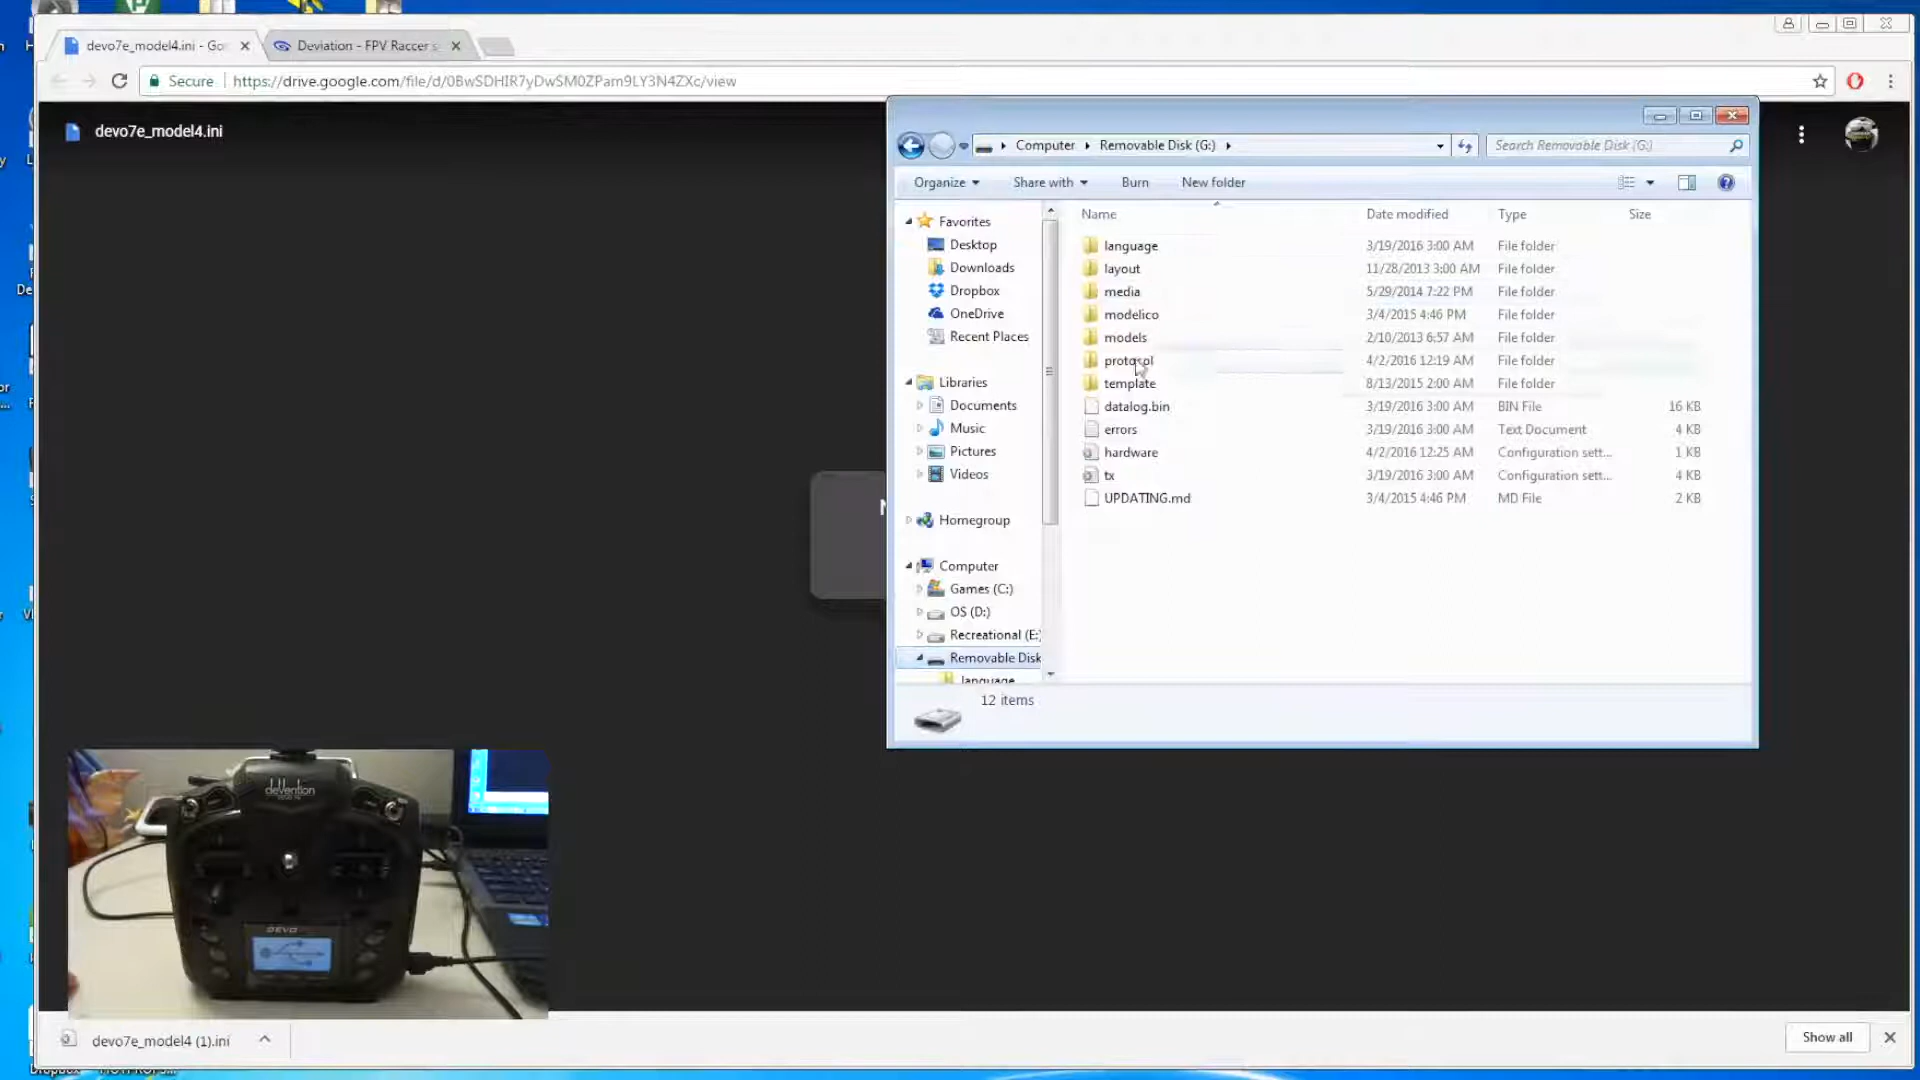 devo7e_model4.ini - Go
Deviation - FPV Raccer s
Secure
https://drive.google.com/file/d/0BwSDHIR7yDwSM0ZPam9LY3N4ZXc/view
devo7e_model4.ini
Computer
Removable Disk (G:)
Search Removable Disk (G:)
Organize
Share with
Burn
New folder
Name
Date modified
Type
Size
Favorites
Desktop
Downloads
Dropbox
OneDrive
Recent Places
Libraries
Documents
Music
Pictures
Videos
Homegroup
Computer
Games (C:)
OS (D:)
Recreational (E:)
Removable Disk
language
language 3/19/2016 3:00 AM File folder
layout 11/28/2013 3:00 AM File folder
media 5/29/2014 7:22 PM File folder
modelico 3/4/2015 4:46 PM File folder
models 2/10/2013 6:57 AM File folder
protocol 4/2/2016 12:19 AM File folder
template 8/13/2015 2:00 AM File folder
datalog.bin 3/19/2016 3:00 AM BIN File 16 KB
errors 3/19/2016 3:00 AM Text Document 4 KB
hardware 4/2/2016 12:25 AM Configuration sett... 1 KB
tx 3/19/2016 3:00 AM Configuration sett... 4 KB
UPDATING.md 3/4/2015 4:46 PM MD File 2 KB
12 items
devention
DEVO
devo7e_model4 (1).ini
Show all
Dropbox